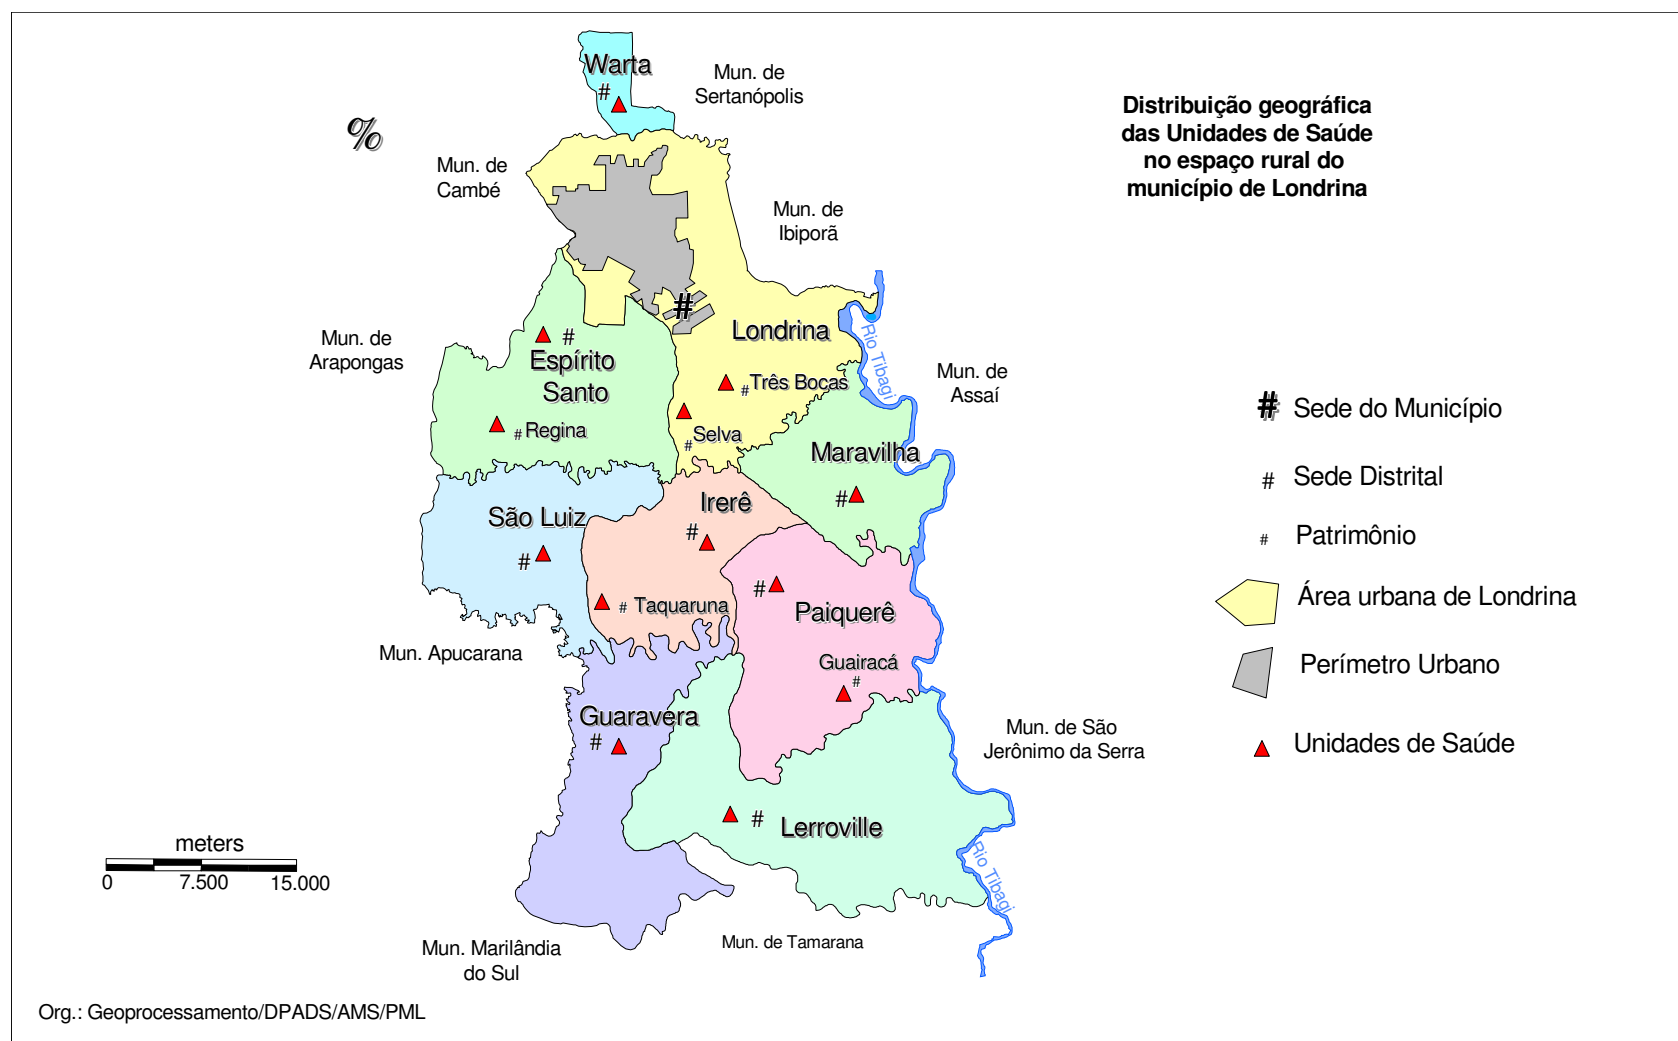 Warta
#
Mun. de
Sertanópolis
Distribuição geográfica
das Unidades de Saúde
no espaço rural do
município de Londrina
%
Mun. de
Cambé
Mun. de
Ibiporã
#
Londrina
Rio Tibagi
Mun. de
Arapongas
#
Espírito
Santo
# Três Bocas
Mun. de
Assaí
# Regina
Selva
#
Maravilha
#
# Sede do Município
# Sede Distrital
# Patrimônio
Área urbana de Londrina
Perímetro Urbano
Unidades de Saúde
São Luiz
#
Irerê
#
# Taquaruna
#
Paiquerê
Guairacá
#
Mun. Apucarana
Guaravera
#
Mun. de São
Jerônimo da Serra
#
Lerroville
Rio Tibagi
meters
0 7.500 15.000
Mun. Marilândia
do Sul
Mun. de Tamarana
Org.: Geoprocessamento/DPADS/AMS/PML